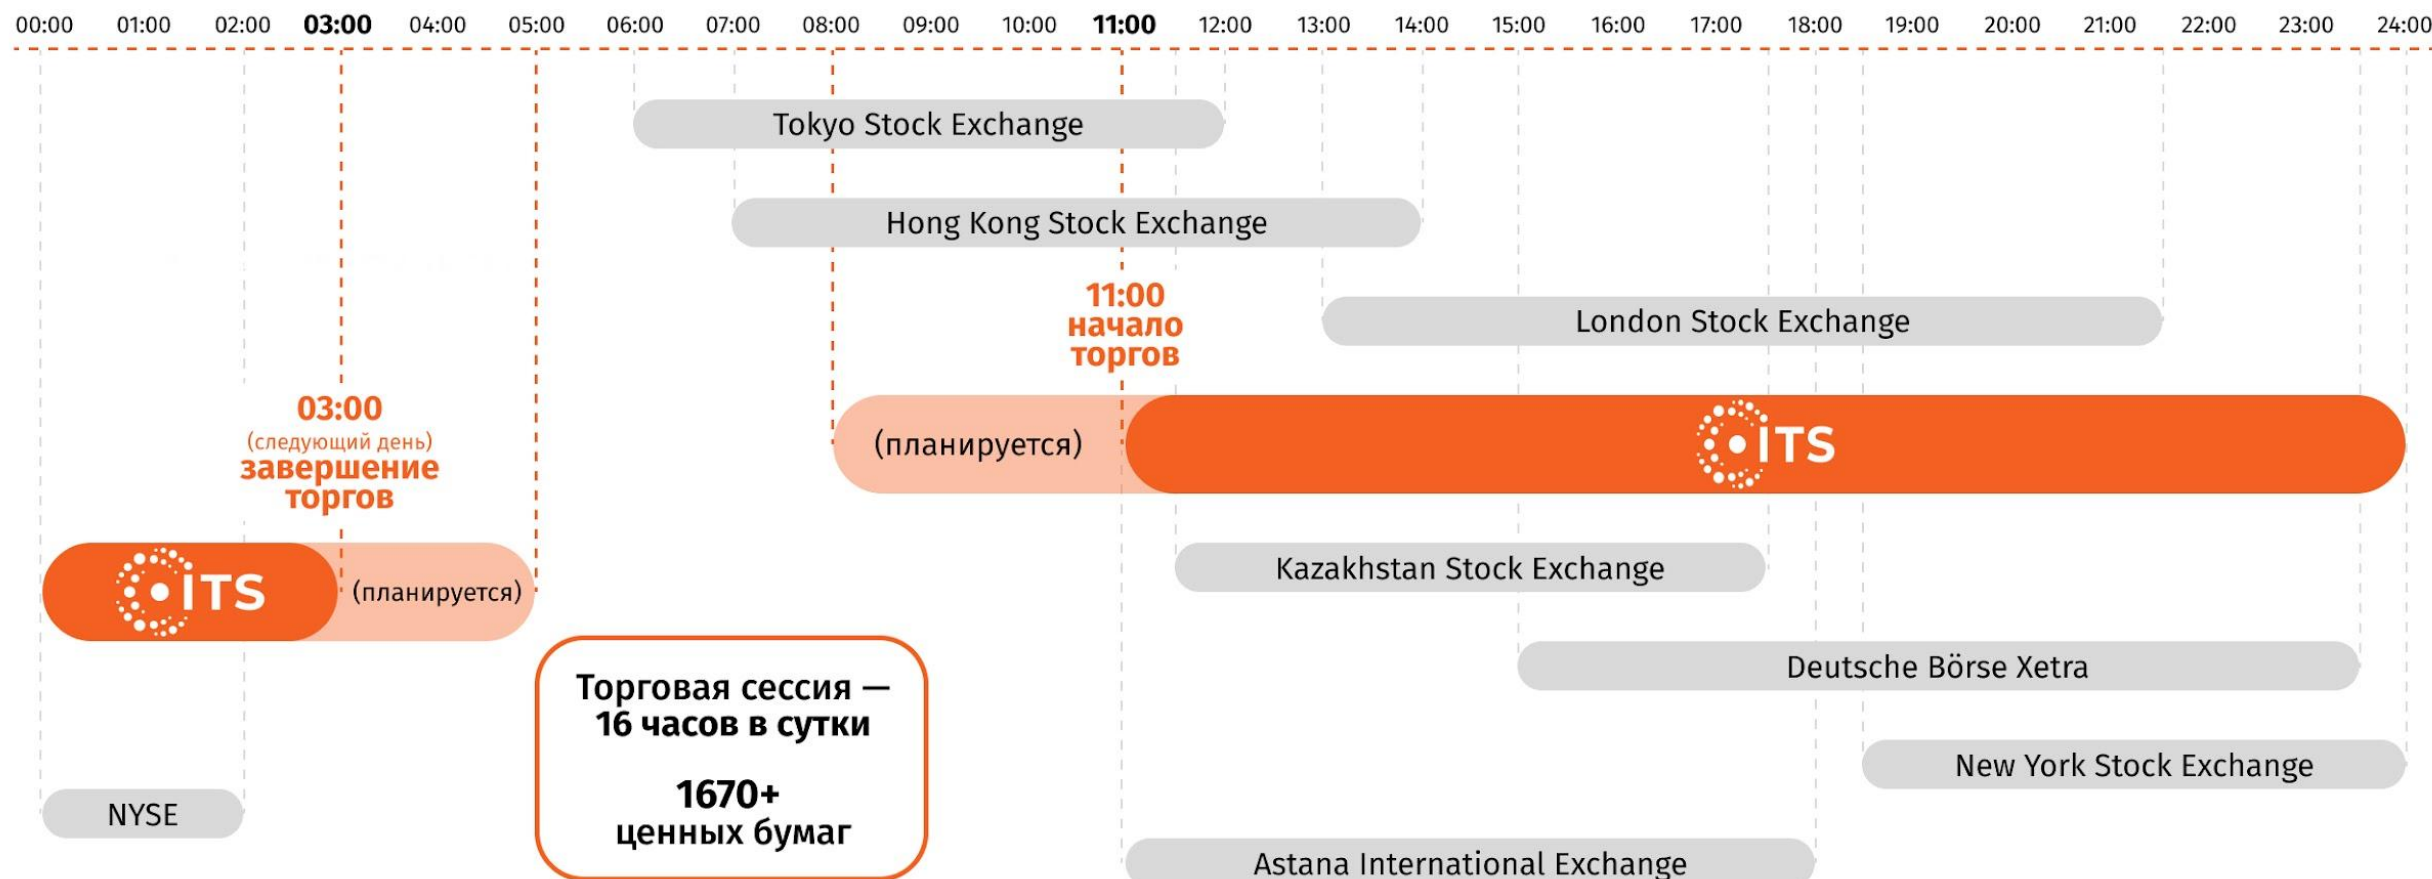 00:00 01:00 02:00 03:00 04:00 05:00 06:00 07:00 08:00 09:00 10:00 11:00 12:00 13:00 14:00 15:00 16:00 17:00 18:00 19:00 20:00 21:00 22:00 23:00 24:00
Tokyo Stock Exchange
Hong Kong Stock Exchange
11:00
начало
торгов
London Stock Exchange
03:00
(следующий день)
завершение
торгов
(планируется)
ITS
ITS
(планируется)
Kazakhstan Stock Exchange
Deutsche Börse Xetra
Торговая сессия —
16 часов в сутки
1670+
ценных бумаг
New York Stock Exchange
NYSE
Astana International Exchange